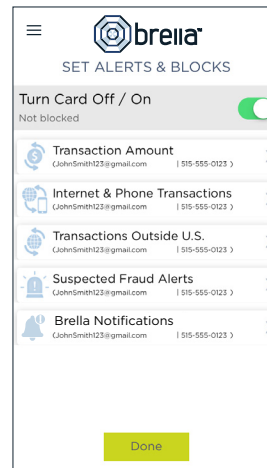 brella
SET ALERTS & BLOCKS
Turn Card Off / On
Not blocked
Transaction Amount
(JohnSmith123@gmail.com | 515-555-0123 )
Internet & Phone Transactions
(JohnSmith123@gmail.com | 515-555-0123 )
Transactions Outside U.S.
(JohnSmith123@gmail.com | 515-555-0123 )
Suspected Fraud Alerts
(JohnSmith123@gmail.com | 515-555-0123 )
Brella Notifications
(JohnSmith123@gmail.com | 515-555-0123 )
Done